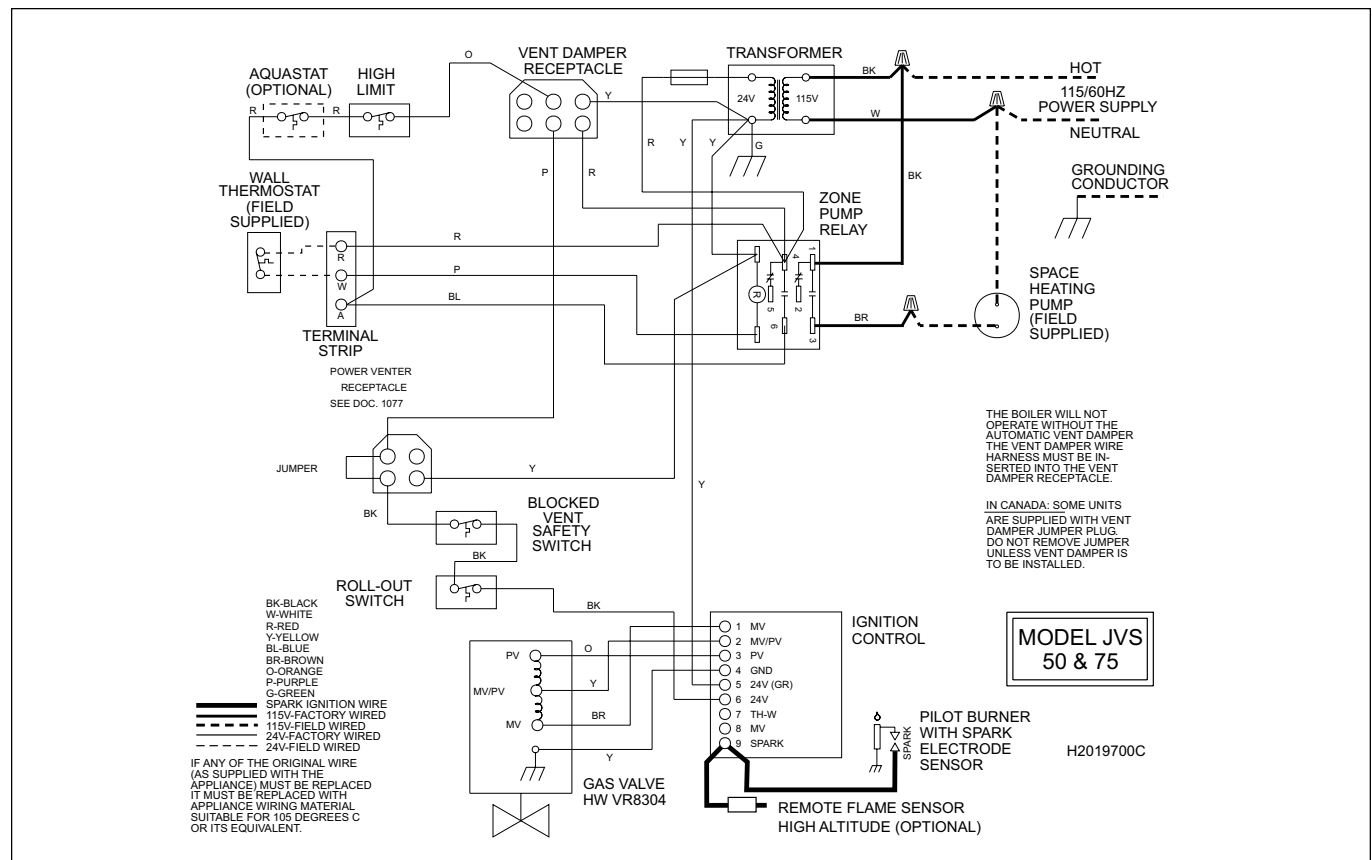 O
VENT DAMPER
RECEPTACLE
TRANSFORMER
AQUASTAT
(OPTIONAL)
HIGH
LIMIT
R
R
Y
24V
115V
BK
HOT
115/60HZ
POWER SUPPLY
W
NEUTRAL
P
R
R
Y
Y
G
BK
GROUNDING
CONDUCTOR
WALL
THERMOSTAT
(FIELD
SUPPLIED)
ZONE
PUMP
RELAY
R
R
P
W
BL
A
TERMINAL
STRIP
1
4
R
5
2
6
3
BR
SPACE
HEATING
PUMP
(FIELD
SUPPLIED)
POWER VENTER
RECEPTACLE
SEE DOC. 1077
JUMPER
Y
Y
BK
BLOCKED
VENT
SAFETY
SWITCH
BK
ROLL-OUT
SWITCH
BK
THE BOILER WILL NOT
OPERATE WITHOUT THE
AUTOMATIC VENT DAMPER
THE VENT DAMPER WIRE
HARNESS MUST BE IN-
SERTED INTO THE VENT
DAMPER RECEPTACLE.
IN CANADA: SOME UNITS
ARE SUPPLIED WITH VENT
DAMPER JUMPER PLUG.
DO NOT REMOVE JUMPER
UNLESS VENT DAMPER IS
TO BE INSTALLED.
BK-BLACK
W-WHITE
R-RED
Y-YELLOW
BL-BLUE
BR-BROWN
O-ORANGE
P-PURPLE
G-GREEN
SPARK IGNITION WIRE
115V-FACTORY WIRED
115V-FIELD WIRED
24V-FACTORY WIRED
24V-FIELD WIRED
IF ANY OF THE ORIGINAL WIRE
(AS SUPPLIED WITH THE
APPLIANCE) MUST BE REPLACED
IT MUST BE REPLACED WITH
APPLIANCE WIRING MATERIAL
SUITABLE FOR 105 DEGREES C
OR ITS EQUIVALENT.
PV
MV/PV
MV
O
Y
BR
Y
GAS VALVE
HW VR8304
1 MV
2 MV/PV
3 PV
4 GND
5 24V (GR)
6 24V
7 TH-W
8 MV
9 SPARK
IGNITION
CONTROL
MODEL JVS
50 & 75
SPARK
PILOT BURNER
WITH SPARK
ELECTRODE
SENSOR
H2019700C
REMOTE FLAME SENSOR
HIGH ALTITUDE (OPTIONAL)